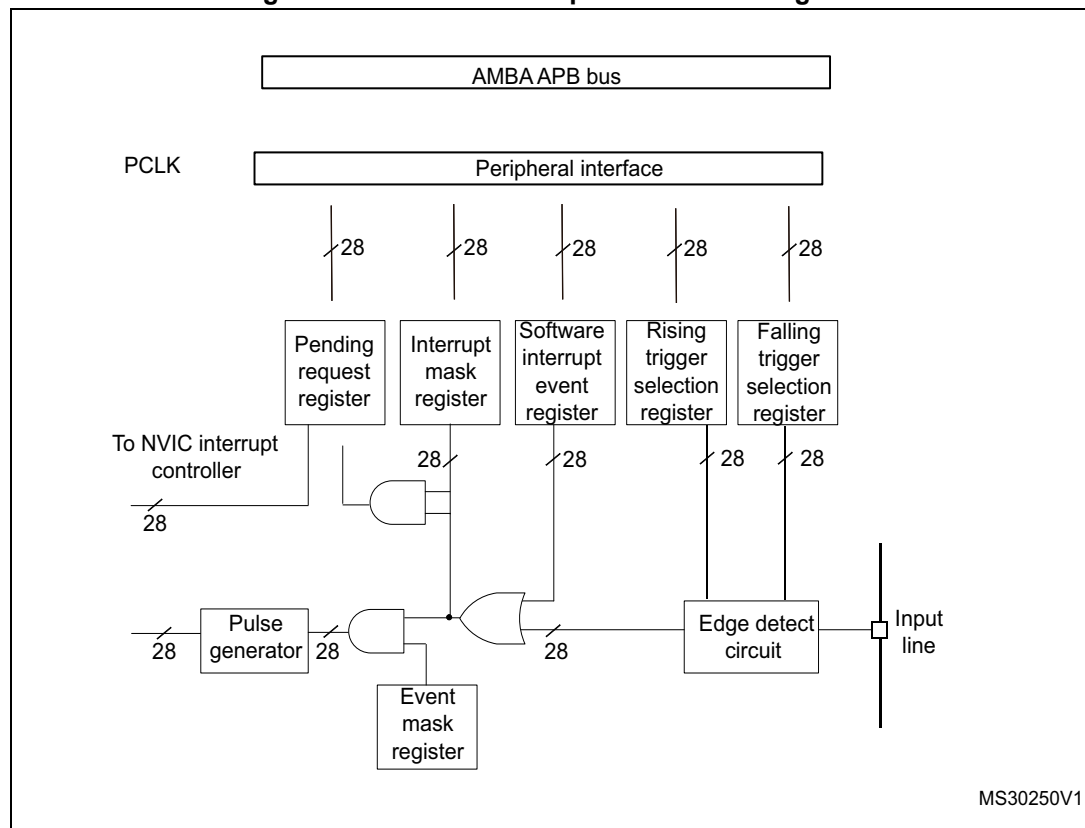 AMBA APB bus
PCLK
Peripheral interface
28
28
28
28
28
Pending
request
register
Interrupt
mask
register
Software
interrupt
event
register
Rising
trigger
selection
register
Falling
trigger
selection
register
To NVIC interrupt
controller
28
28
28
28
28
28
Pulse
generator
28
28
Edge detect
circuit
Input
line
Event
mask
register
MS30250V1